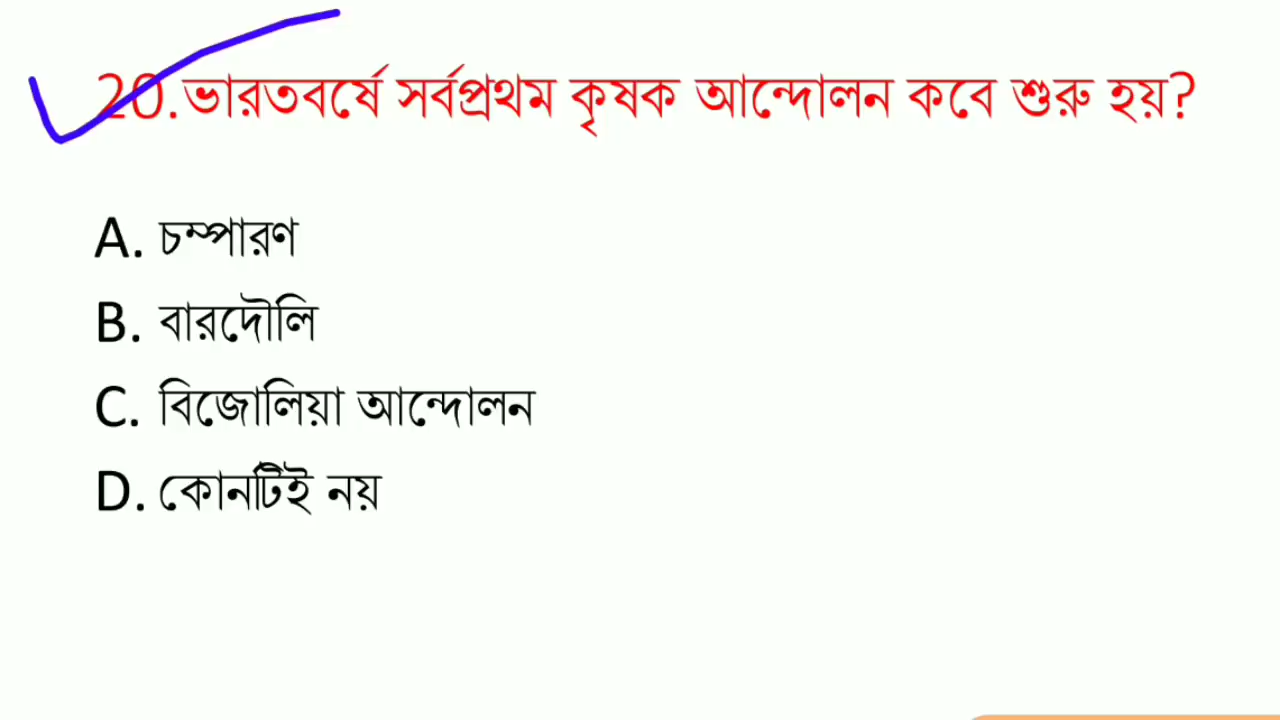 20.ভারতবর্ষে সর্বপ্রথম কৃষক আন্দোলন কবে শুরু হয়?
A. চম্পারণ
B. বারদৌলি
C. বিজোলিয়া আন্দোলন
D. কোনটিই নয়